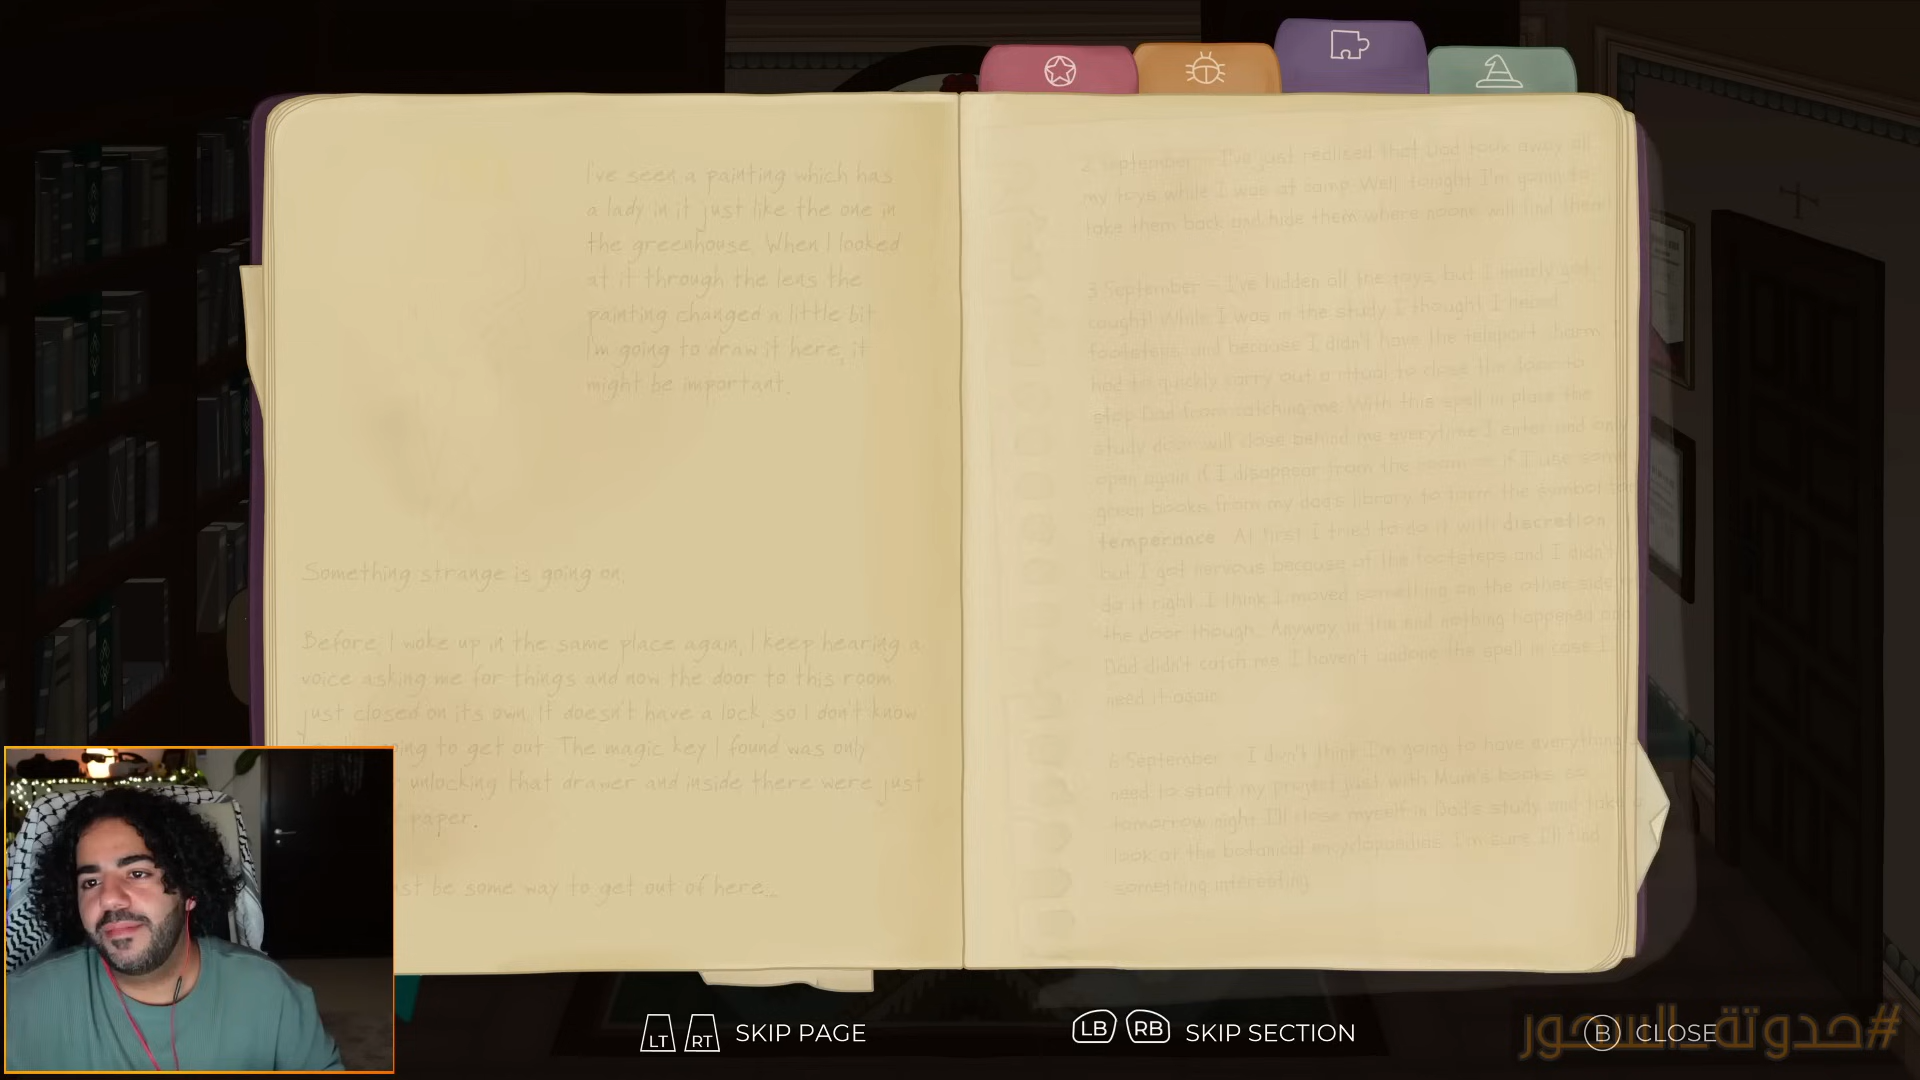 I've seen a painting which has
a lady in it just like the one in
the greenhouse. When I looked
at it through the lens the
painting changed a little bit
I'm going to draw it here, it
might be important.
Something strange is going on.
Before I woke up in the same place again, I keep hearing a
voice asking me for things and now the door to this room
just closed on its own. It doesn't have a lock, so I don't know
to get out. The magic key I found was only
unlocking that drawer and inside there were just
paper.
be some way to get out of here...
2 September - I've just realised that Dad took away all
my toys while I was at camp. Well tonight I'm going to
take them back and hide them where noone will find them!
3 September - I've hidden all the toys, but I nearly got
caught! While I was in the study I thought I heard
footsteps and because I didn't have the teleport charm I
had to quickly carry out a ritual to close the door to
stop Dad from catching me. With this spell in place the
study door will close behind me everytime I enter and only
open again if I disappear from the room or if I use some
green books from my dad's library to form the symbol
temperance. At first I tried to do it with discretion
but I got nervous because of the footsteps and I didn't
do it right. I think I moved something on the other side
the door though. Anyway, in the end nothing happened and
Dad didn't catch me. I haven't undone the spell in case I
need it again.
6 September - I don't think I'm going to have everything
need to start my project just with Mum's books, so
tomorrow night I'll close myself in Dad's study and take a
look at the botanical encyclopaedias. I'm sure I'll find
something interesting.
LT RT SKIP PAGE
LB RB SKIP SECTION
B CLOSE
#حدوتة_السحور